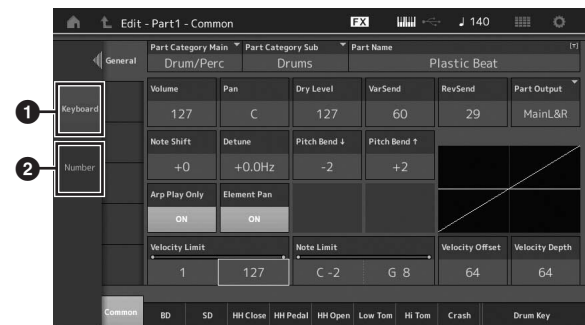 Edit - Part1 - Common
FX
♩ 140
General
Part Category Main
Part Category Sub
Part Name
Drum/Perc
Drums
Plastic Beat
1
Keyboard
2
Number
Volume
Pan
Dry Level
VarSend
RevSend
Part Output
127
C
127
60
29
MainL&R
Note Shift
Detune
Pitch Bend ↓
Pitch Bend ↑
+0
+0.0Hz
-2
+2
Arp Play Only
Element Pan
ON
ON
Velocity Limit
Note Limit
Velocity Offset
Velocity Depth
1
127
C -2
G 8
64
64
Common
BD
SD
HH Close
HH Pedal
HH Open
Low Tom
Hi Tom
Crash
Drum Key